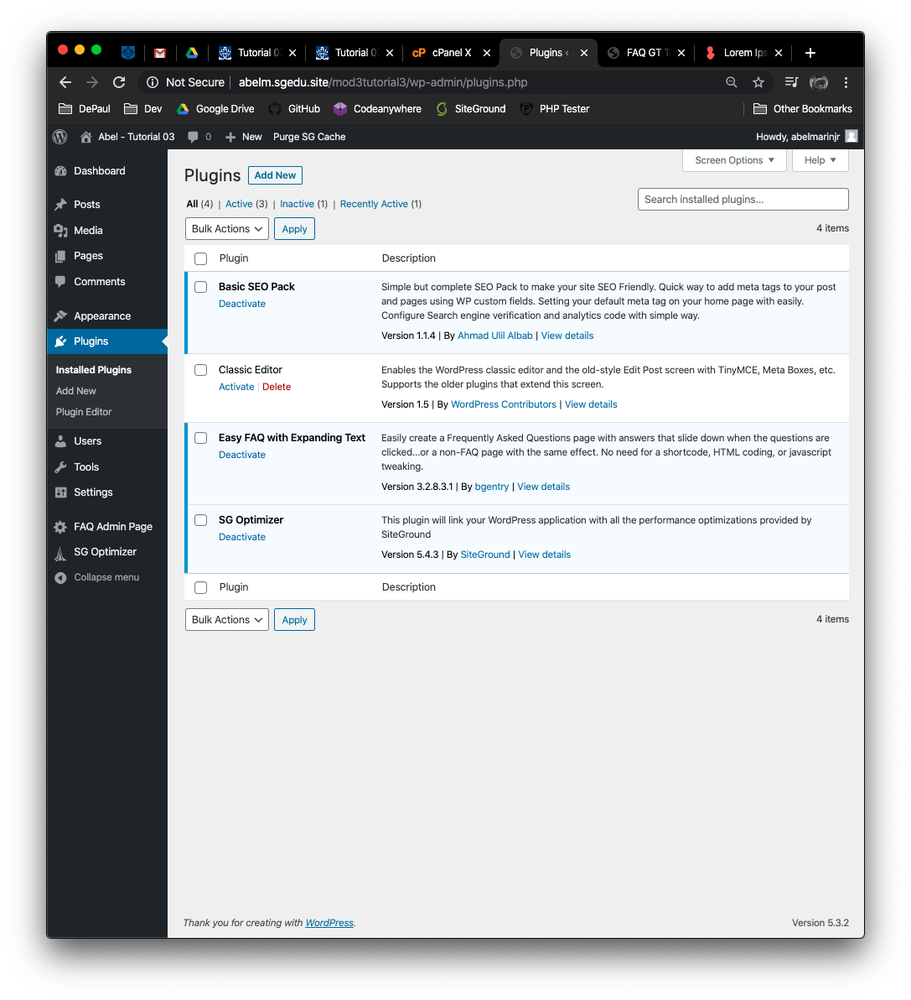 Tutorial 0
Tutorial 0
cP cPanel X
Plugins ‹
FAQ GT T
Lorem Ips
Not Secure | abelm.sgedu.site/mod3tutorial3/wp-admin/plugins.php
DePaul Dev Google Drive GitHub Codeanywhere SiteGround PHP Tester Other Bookmarks
Abel - Tutorial 03 0 New Purge SG Cache Howdy, abelmarinjr
Dashboard
Posts
Media
Pages
Comments
Appearance
Plugins
Installed Plugins
Add New
Plugin Editor
Users
Tools
Settings
FAQ Admin Page
SG Optimizer
Collapse menu
Screen Options ▼ Help ▼
Plugins Add New
All (4) | Active (3) | Inactive (1) | Recently Active (1)
Search installed plugins...
Bulk Actions Apply 4 items
Plugin Description
Basic SEO Pack
Deactivate
Simple but complete SEO Pack to make your site SEO Friendly. Quick way to add meta tags to your post
and pages using WP custom fields. Setting your default meta tag on your home page with easily.
Configure Search engine verification and analytics code with simple way.
Version 1.1.4 | By Ahmad Ulil Albab | View details
Classic Editor
Activate | Delete
Enables the WordPress classic editor and the old-style Edit Post screen with TinyMCE, Meta Boxes, etc.
Supports the older plugins that extend this screen.
Version 1.5 | By WordPress Contributors | View details
Easy FAQ with Expanding Text
Deactivate
Easily create a Frequently Asked Questions page with answers that slide down when the questions are
clicked...or a non-FAQ page with the same effect. No need for a shortcode, HTML coding, or javascript
tweaking.
Version 3.2.8.3.1 | By bgentry | View details
SG Optimizer
Deactivate
This plugin will link your WordPress application with all the performance optimizations provided by
SiteGround
Version 5.4.3 | By SiteGround | View details
Plugin Description
Bulk Actions Apply 4 items
Thank you for creating with WordPress. Version 5.3.2